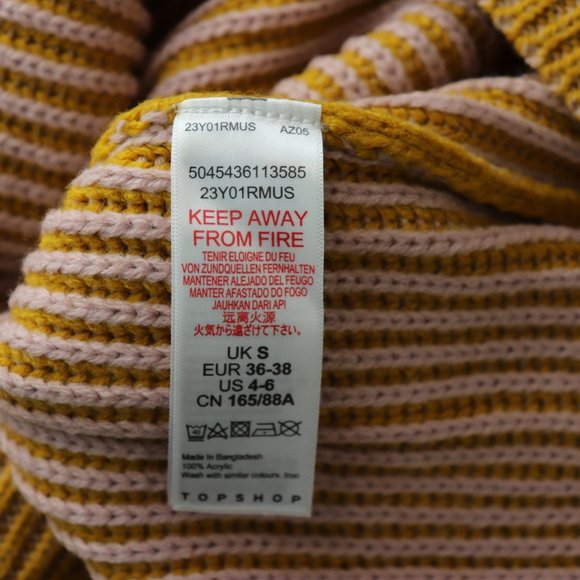 23Y01RMUS AZ05
5045436113585
23Y01RMUS
KEEP AWAY
FROM FIRE
TENIR ELOIGNE DU FEU
VON ZUNDQUELLEN FERNHALTEN
MANTENER ALEJADO DEL FEUGO
MANTER AFASTADO DO FOGO
JAUHKAN DARI API
远离火源
火気から遠ざけて下さい。
UK S
EUR 36-38
US 4-6
CN 165/88A
Made in Bangladesh
100% Acrylic
Wash with similar colours. Iron
TOPSHOP